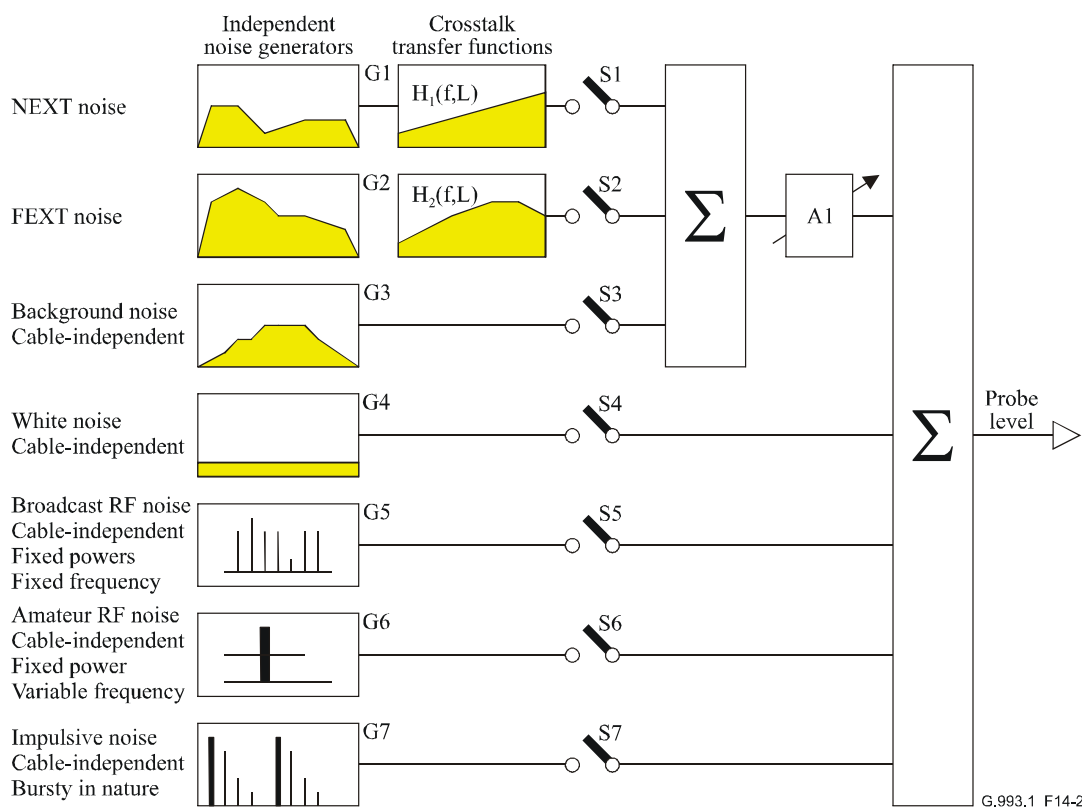 Independent
noise generators
Crosstalk
transfer functions
NEXT noise
G1
H₁(f,L)
S1
FEXT noise
G2
H₂(f,L)
S2
Σ
A1
Background noise
Cable-independent
G3
S3
White noise
Cable-independent
G4
S4
Σ
Probe
level
Broadcast RF noise
Cable-independent
Fixed powers
Fixed frequency
G5
S5
Amateur RF noise
Cable-independent
Fixed power
Variable frequency
G6
S6
Impulsive noise
Cable-independent
Bursty in nature
G7
S7
G.993.1_F14-2